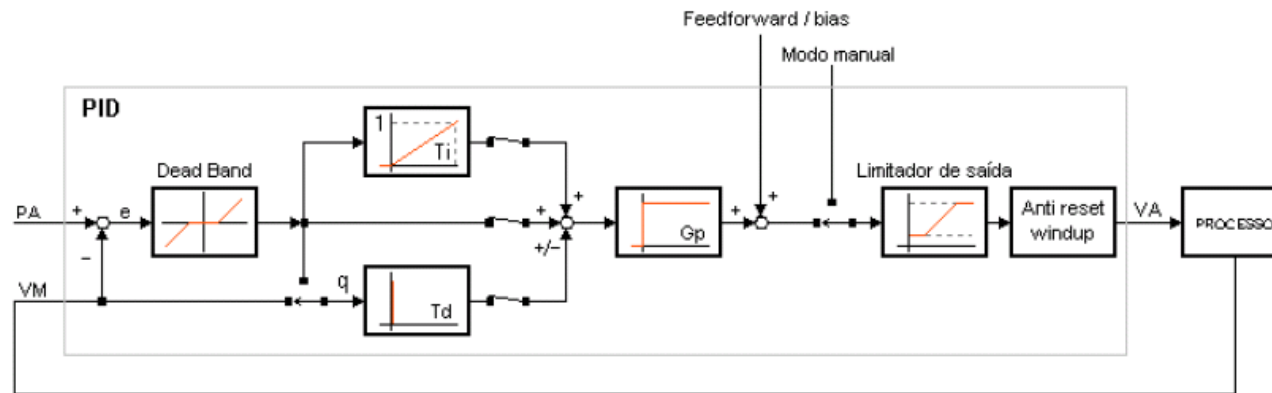 Feedforward / bias
Modo manual
PID
1
Ti
Dead Band
Limitador de saída
PA
+
e
+
+
+
+
Gp
Anti reset
windup
VA
PROCESSO
−
+/−
VM
q
Td